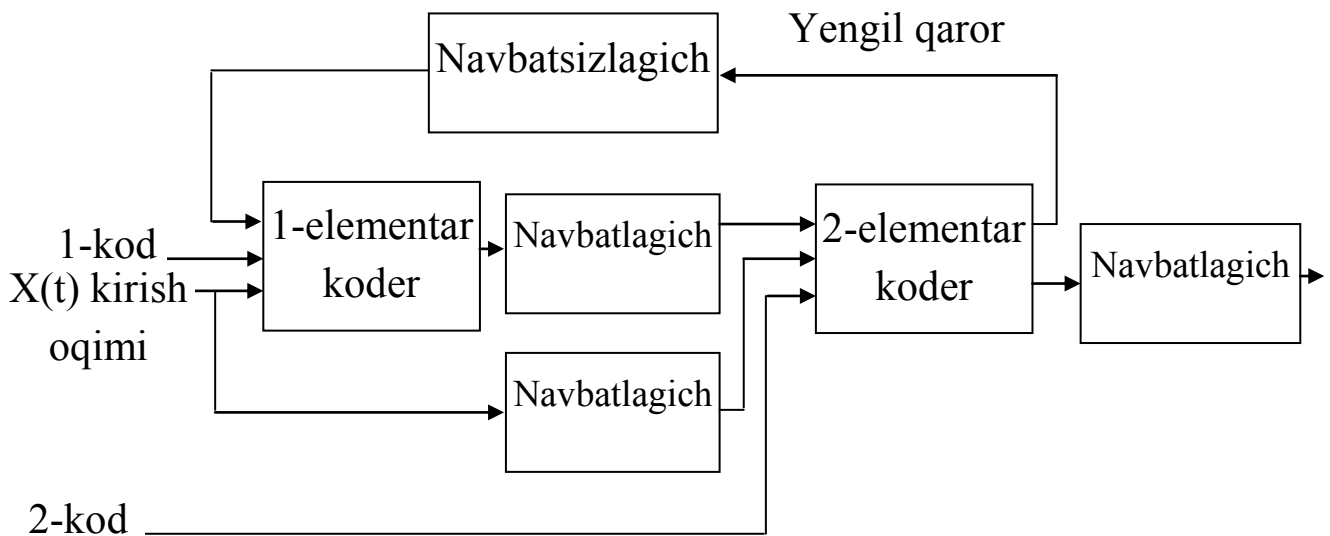 Yengil qaror
Navbatsizlagich
1-kod
X(t) kirish
oqimi
1-elementar
koder
Navbatlagich
2-elementar
koder
Navbatlagich
Navbatlagich
2-kod